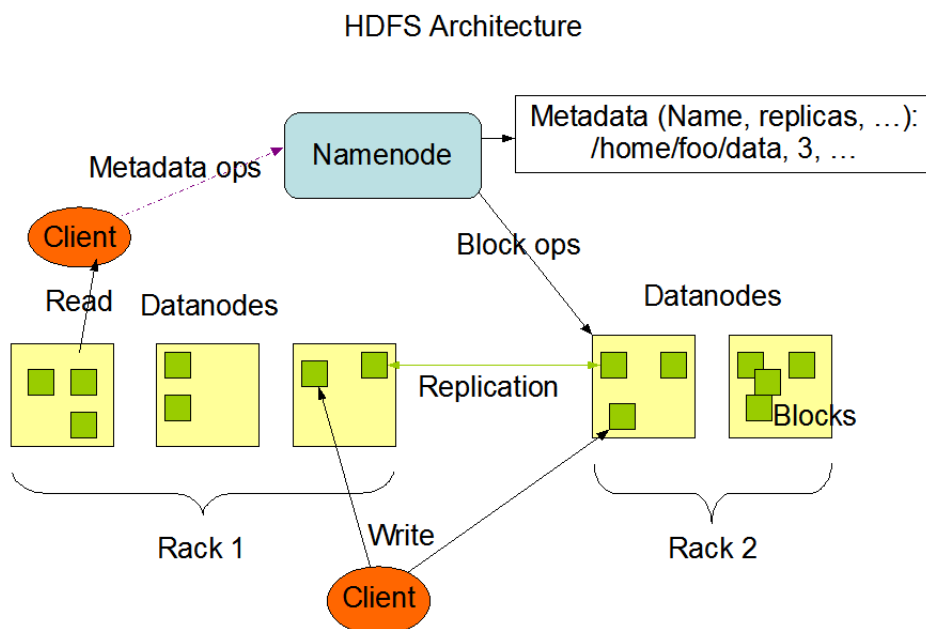 HDFS Architecture
Metadata (Name, replicas, …):
/home/foo/data, 3, …
Namenode
Metadata ops
Client
Block ops
Read
Datanodes
Datanodes
Replication
Blocks
Write
Rack 1
Rack 2
Client